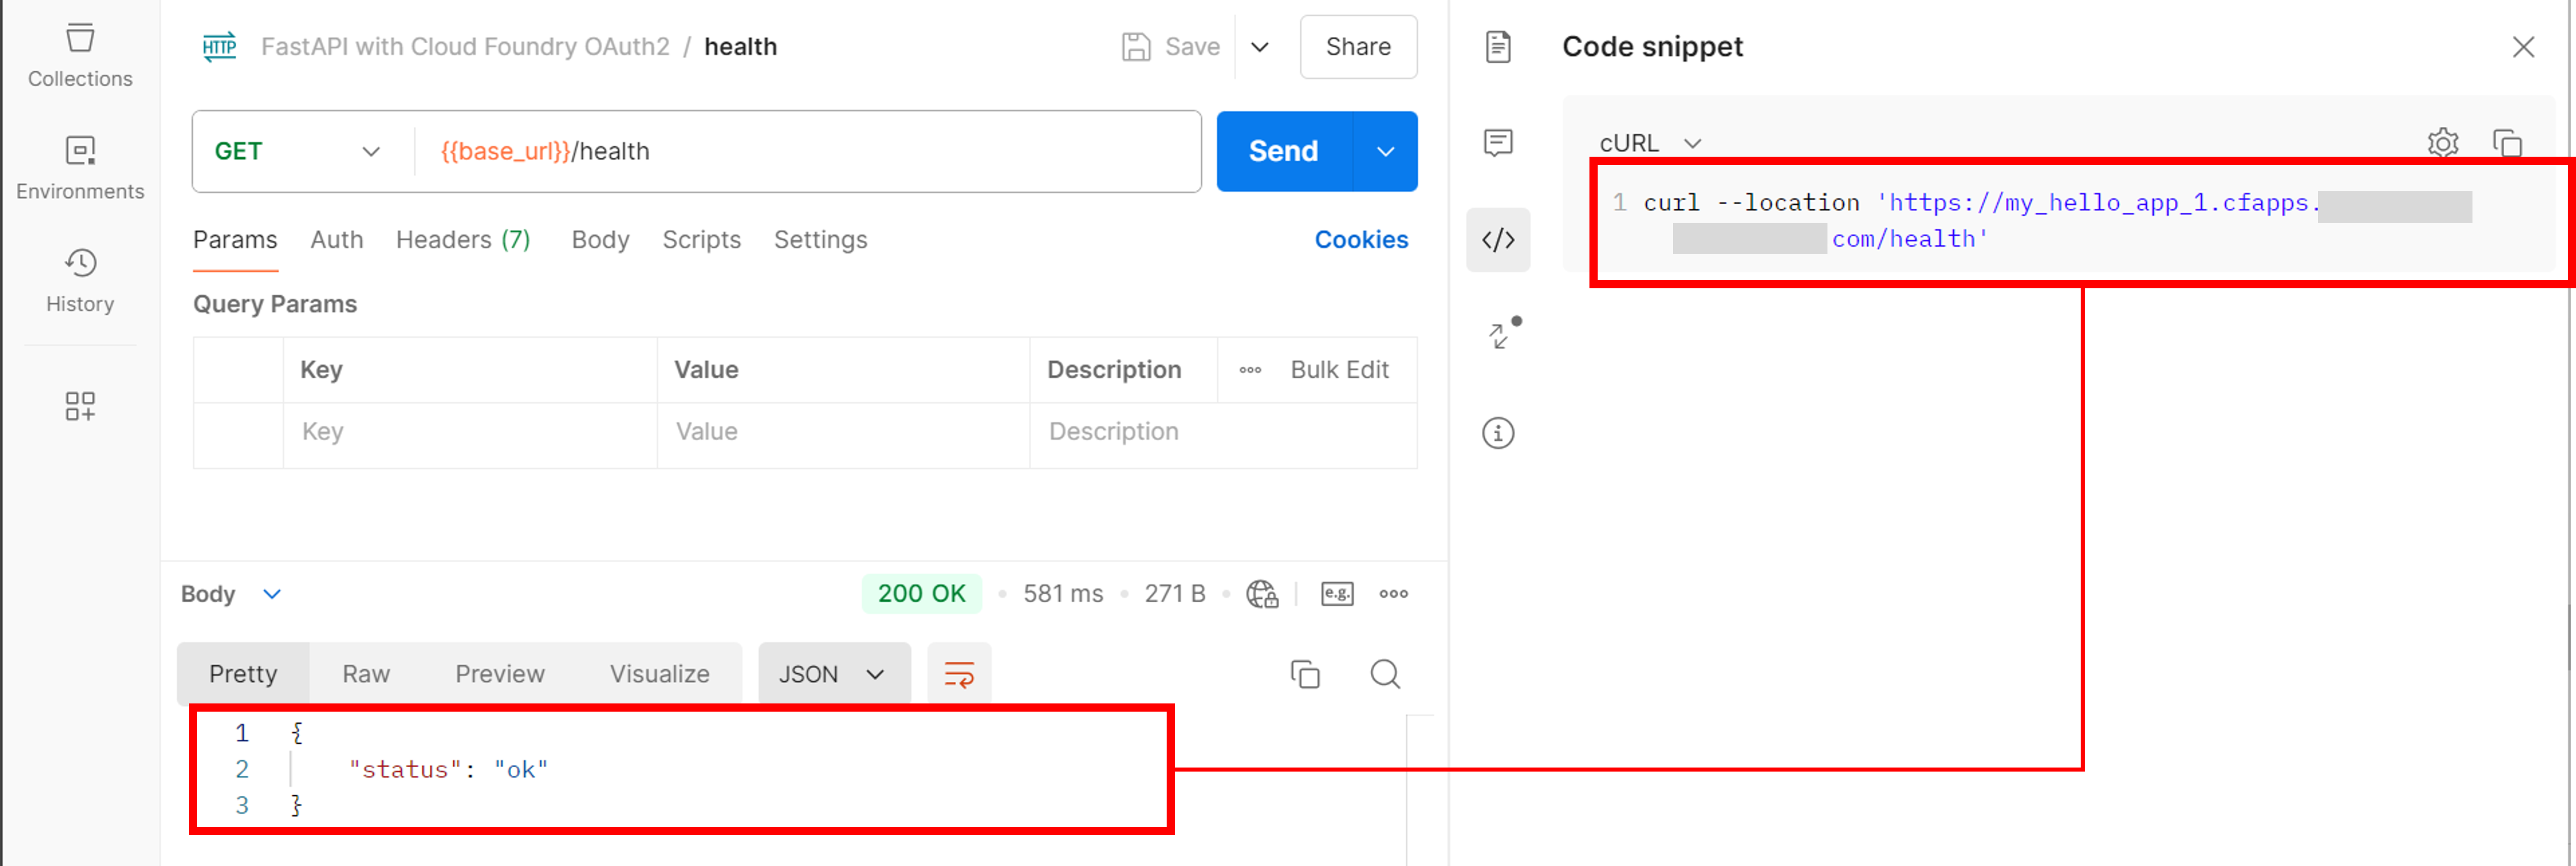 Collections
Environments
History
HTTP FastAPI with Cloud Foundry OAuth2 / health
Save
Share
GET
{{base_url}}/health
Send
Params Auth Headers (7) Body Scripts Settings Cookies
Query Params
Key Value Description Bulk Edit
Key Value Description
Body
200 OK • 581 ms • 271 B •
e.g.
Pretty Raw Preview Visualize JSON
1 {
2 "status": "ok"
3 }
Code snippet
cURL
1 curl --location 'https://my_hello_app_1.cfapps.
com/health'